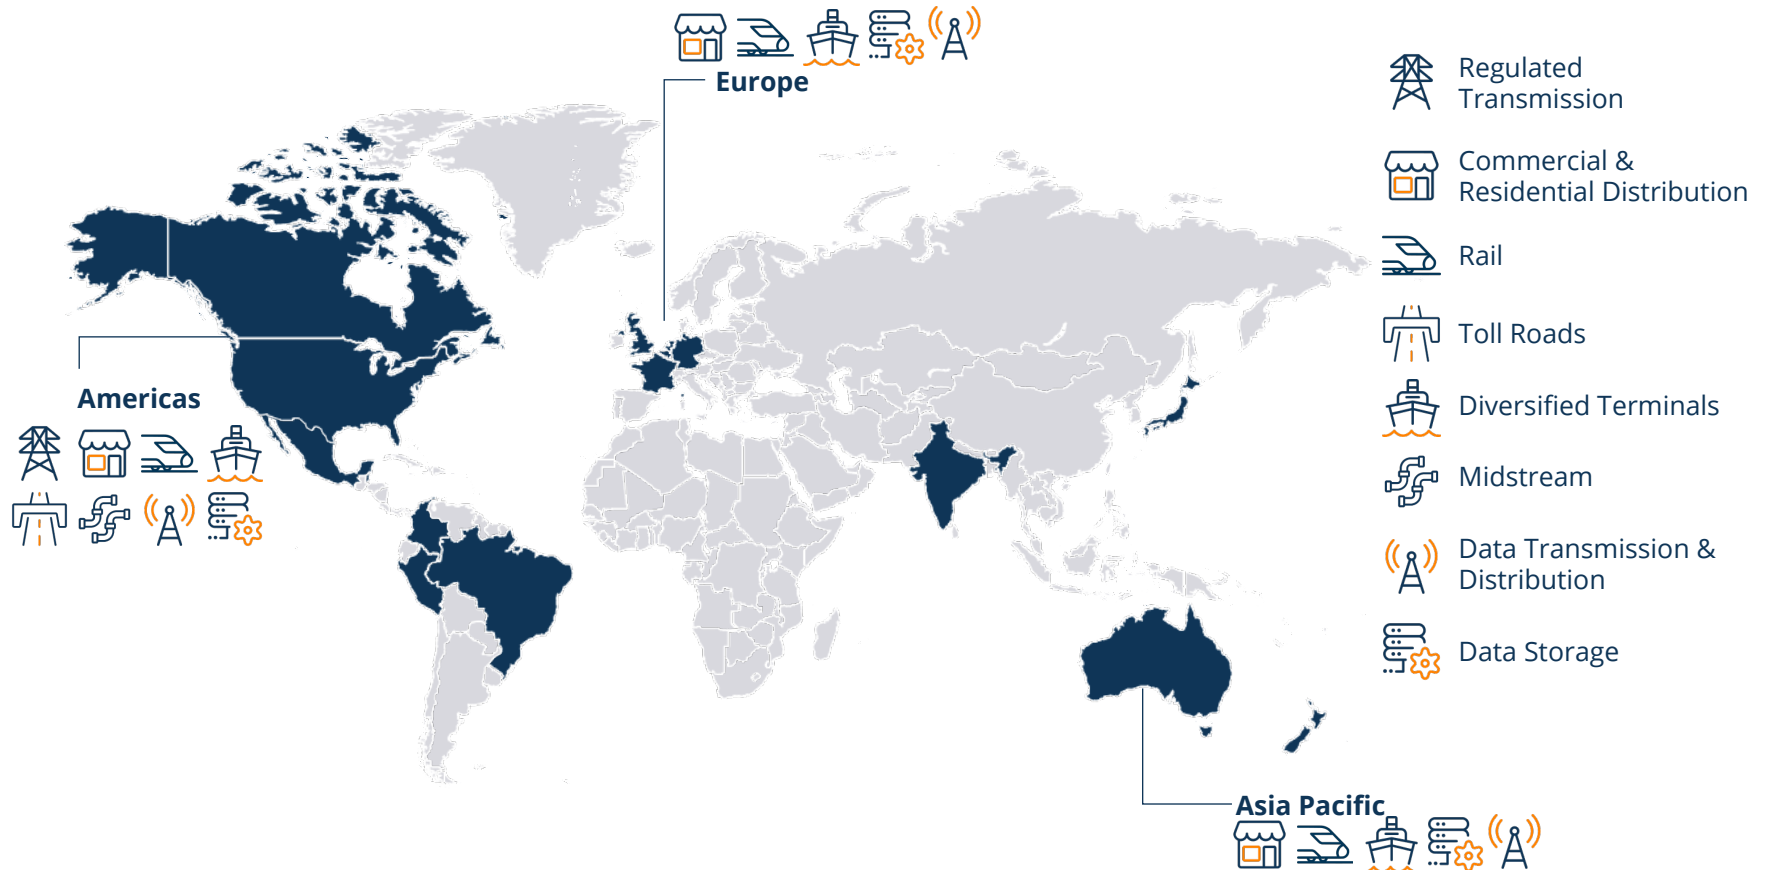 Europe
Americas
Asia Pacific
Regulated
Transmission
Commercial &
Residential Distribution
Rail
Toll Roads
Diversified Terminals
Midstream
Data Transmission &
Distribution
Data Storage